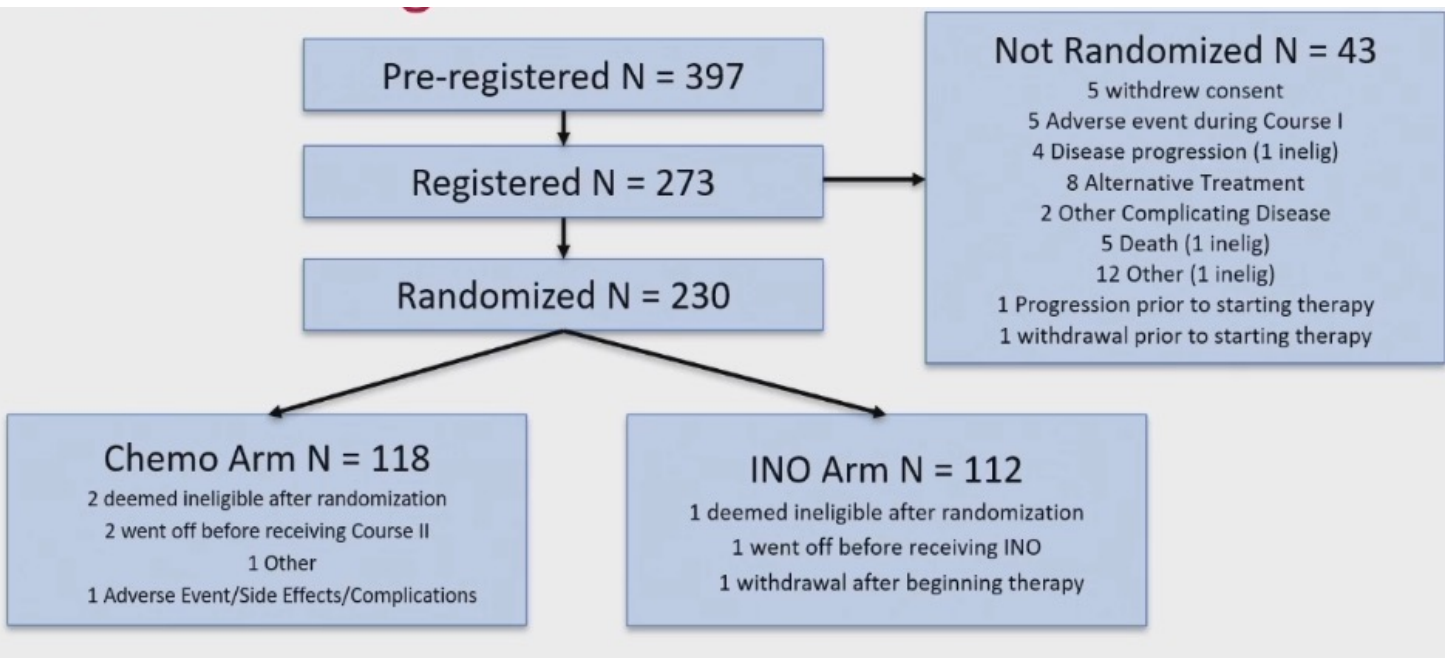 Pre-registered N = 397
Registered N = 273
Randomized N = 230
Not Randomized N = 43
5 withdrew consent
5 Adverse event during Course I
4 Disease progression (1 inelig)
8 Alternative Treatment
2 Other Complicating Disease
5 Death (1 inelig)
12 Other (1 inelig)
1 Progression prior to starting therapy
1 withdrawal prior to starting therapy
Chemo Arm N = 118
2 deemed ineligible after randomization
2 went off before receiving Course II
1 Other
1 Adverse Event/Side Effects/Complications
INO Arm N = 112
1 deemed ineligible after randomization
1 went off before receiving INO
1 withdrawal after beginning therapy